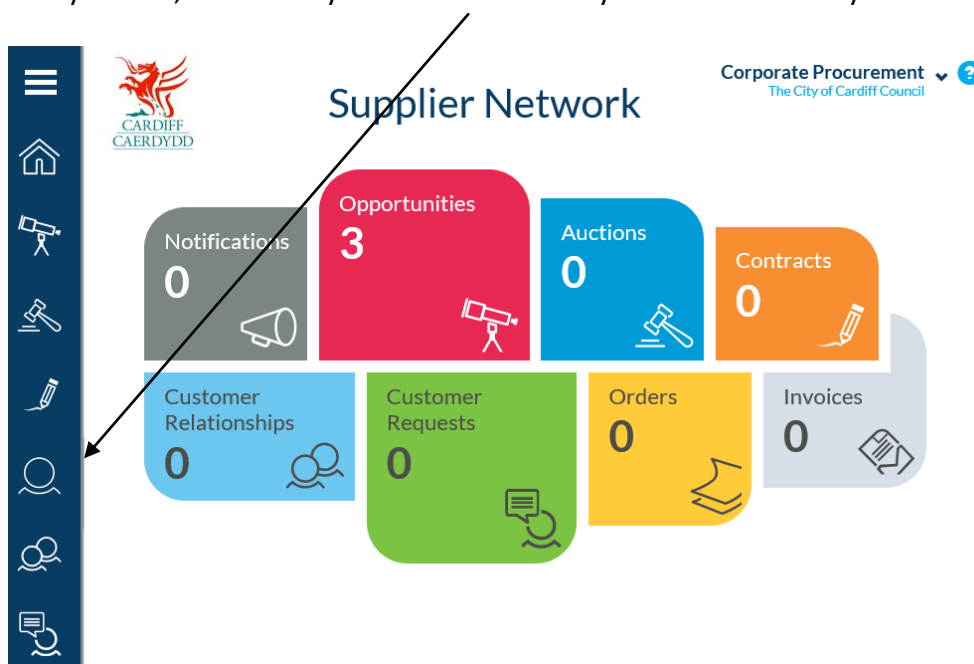 Supplier Network
CARDIFF
CAERDYDD
Corporate Procurement
The City of Cardiff Council
?
Notifications
0
Opportunities
3
Auctions
0
Contracts
0
Customer
Relationships
0
Customer
Requests
0
Orders
0
Invoices
0